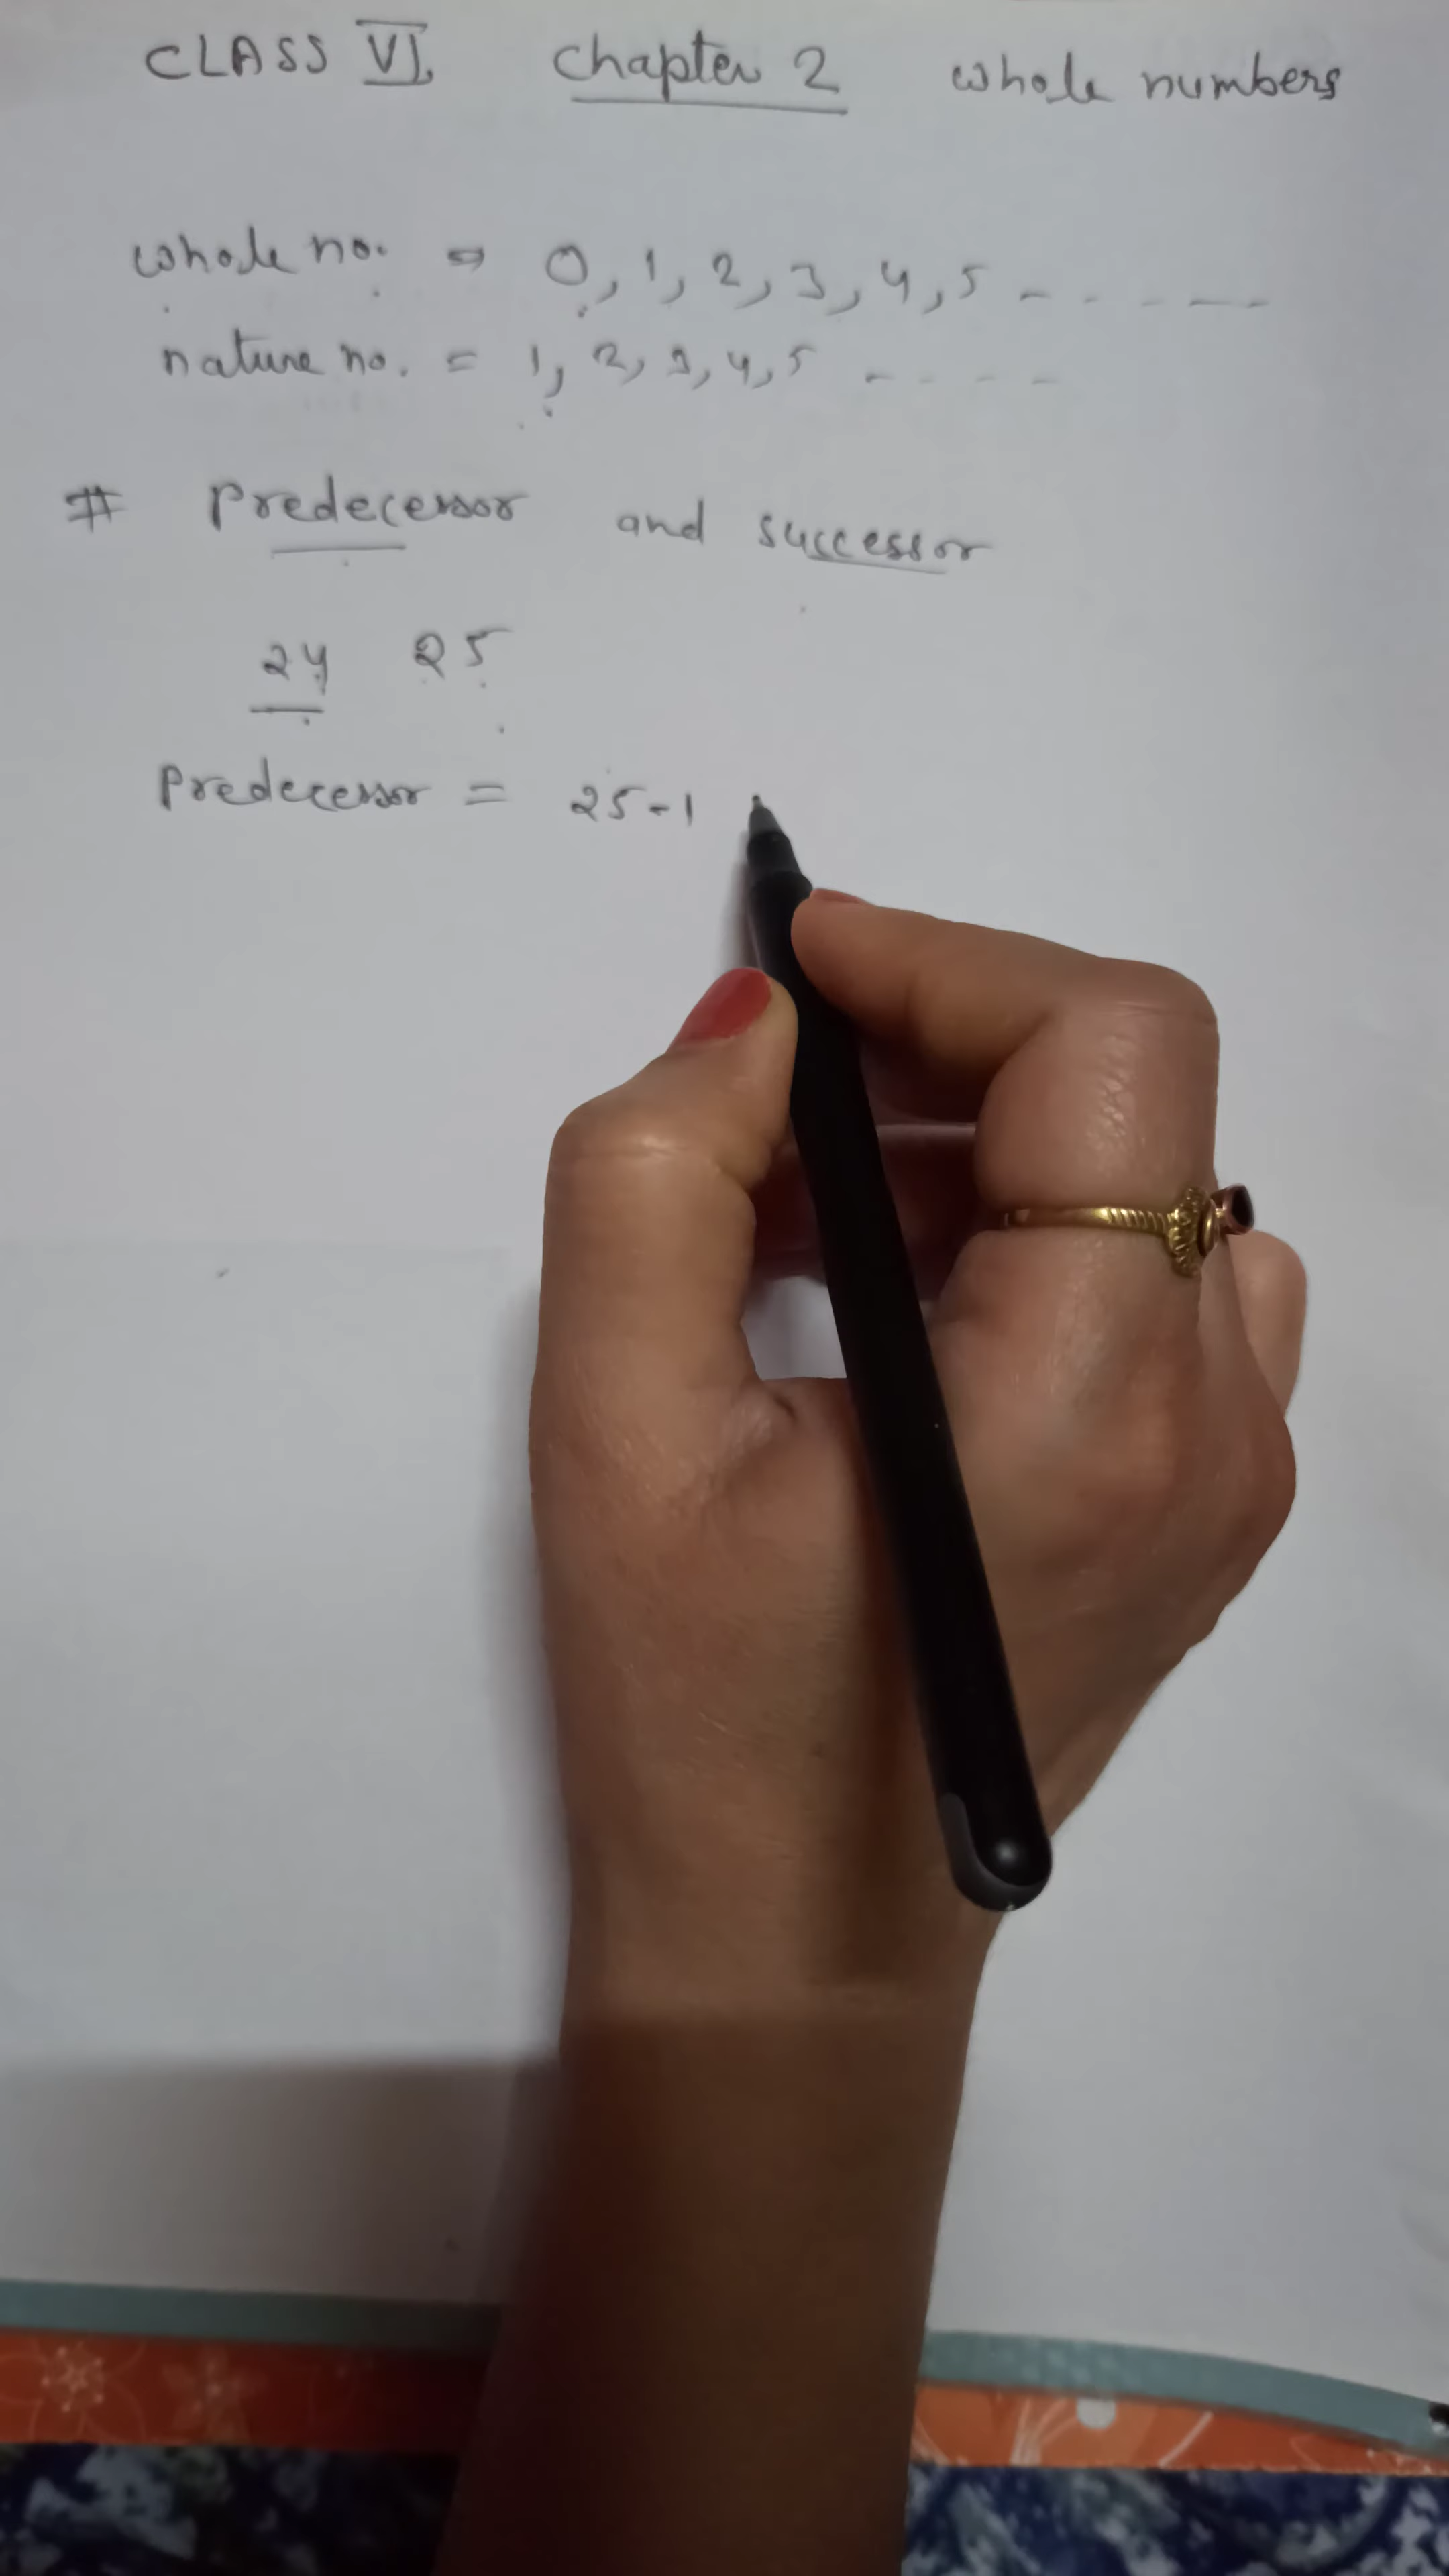 CLASS VI Chapter 2 whole numbers
whole no. = 0, 1, 2, 3, 4, 5 - - - - -
nature no. = 1, 2, 3, 4, 5 - - - -
# Predecessor and successor
24 25
Predecessor = 25-1